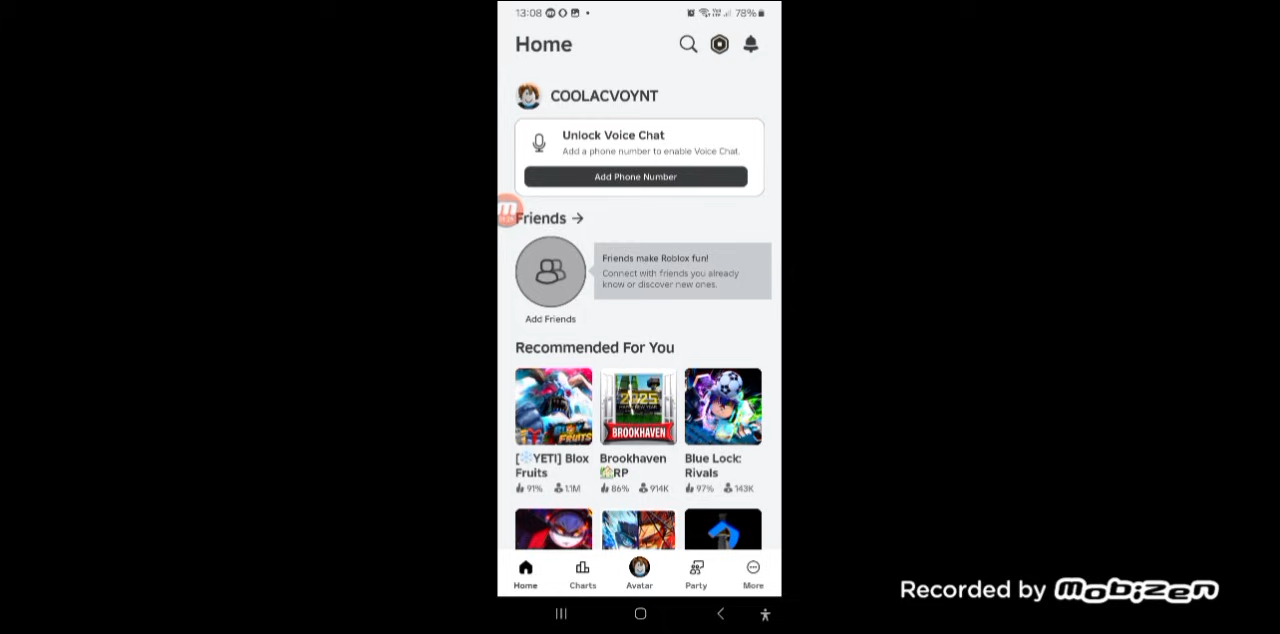 13:08
78%
Home
COOLACVOYNT
Unlock Voice Chat
Add a phone number to enable Voice Chat.
Add Phone Number
Friends →
Friends make Roblox fun!
Connect with friends you already
know or discover new ones.
Add Friends
Recommended For You
2025
BROOKHAVEN
BLOX FRUITS
[❄️YETI] Blox Fruits
Brookhaven 🏡RP
Blue Lock: Rivals
91% 1.1M
86% 914K
97% 143K
Home
Charts
Avatar
Party
More
Recorded by Mobizen